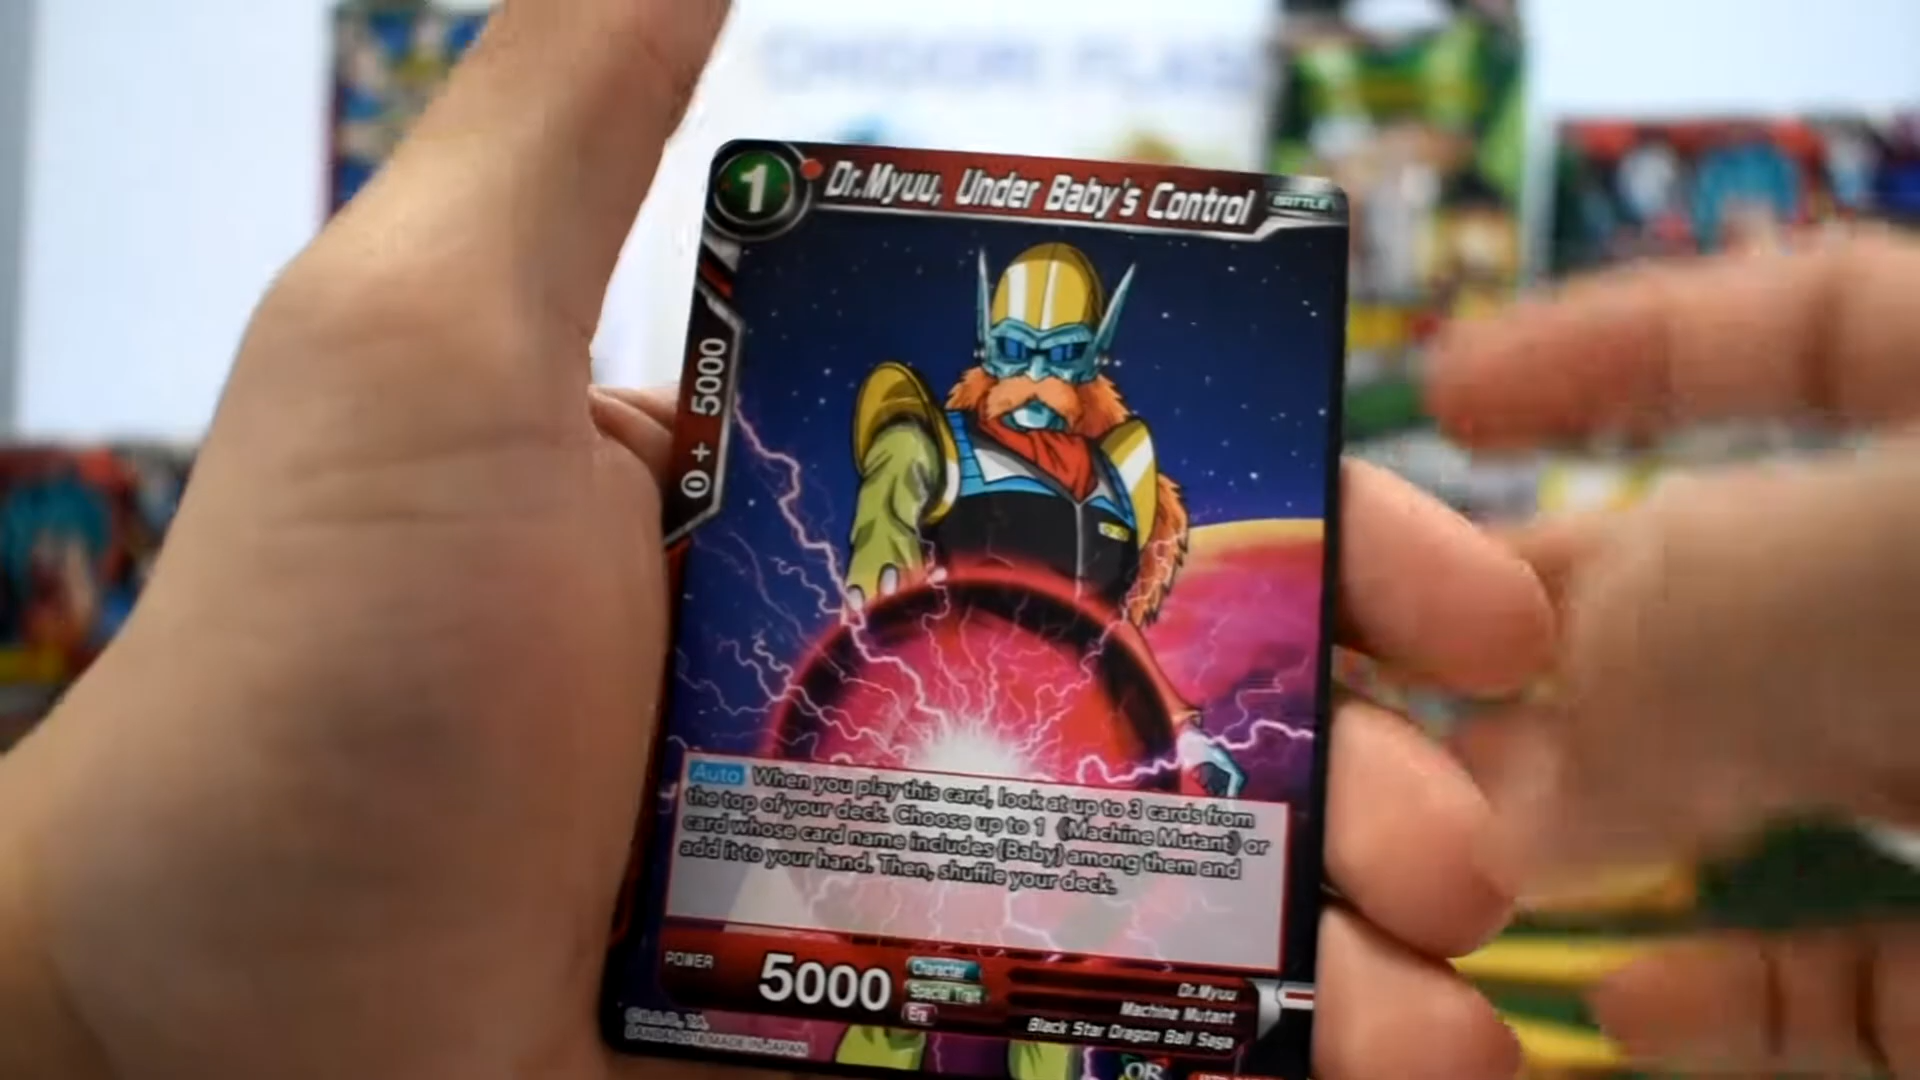 1
Dr.Myuu, Under Baby's Control
BATTLE
0 + 5000
Auto When you play this card, look at up to 3 cards from
the top of your deck. Choose up to 1 《Machine Mutant》 or
card whose card name includes {Baby} among them and
add it to your hand. Then, shuffle your deck.
POWER
5000
Character
Dr.Myuu
Special Trait
Machine Mutant
Era
Black Star Dragon Ball Saga
BANDAI 2018 MADE IN JAPAN
QR